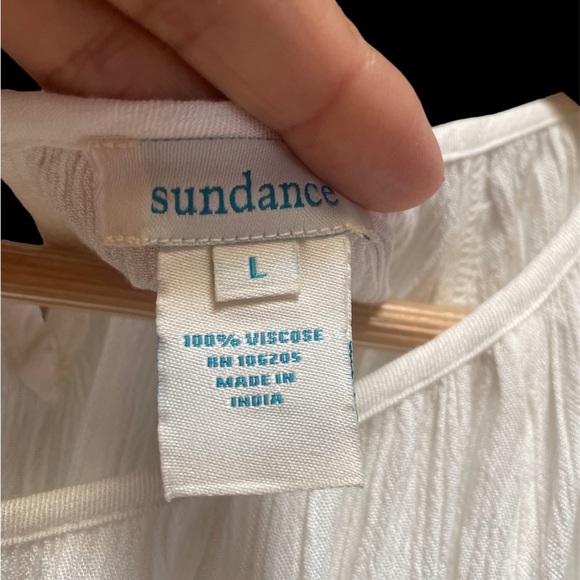 sundance
L
100% VISCOSE
RN 106205
MADE IN
INDIA